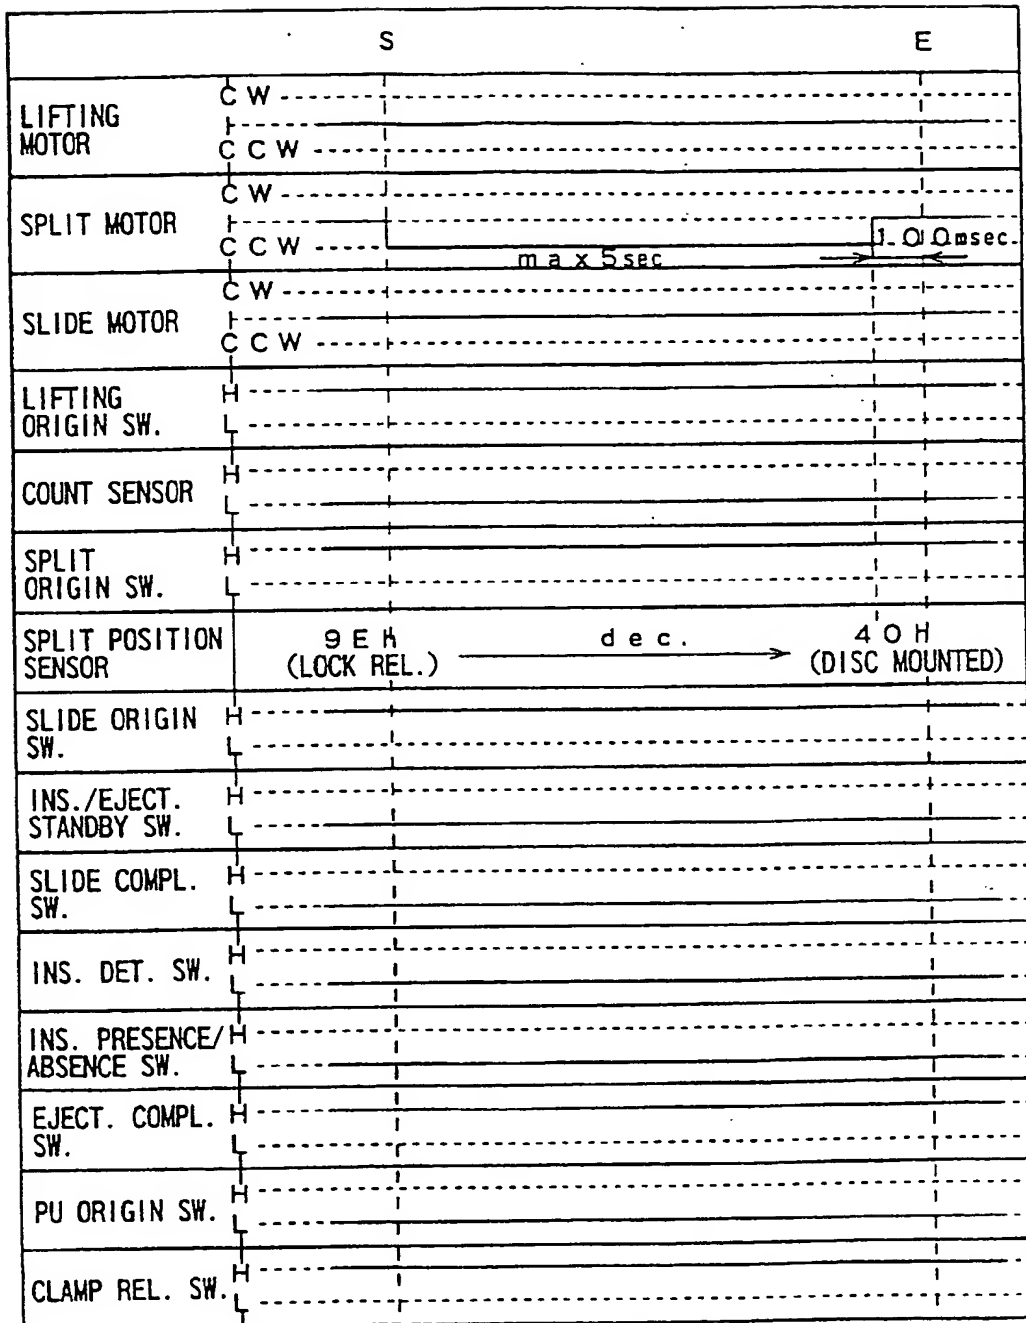 S E
LIFTING
MOTOR
CW
CCW
SPLIT MOTOR
CW
CCW
max 5sec
100msec.
SLIDE MOTOR
CW
CCW
LIFTING
ORIGIN SW.
H
L
COUNT SENSOR
H
L
SPLIT
ORIGIN SW.
H
L
SPLIT POSITION
SENSOR
9EH
(LOCK REL.)
dec.
40H
(DISC MOUNTED)
SLIDE ORIGIN
SW.
H
L
INS./EJECT.
STANDBY SW.
H
L
SLIDE COMPL.
SW.
H
L
INS. DET. SW.
H
L
INS. PRESENCE/
ABSENCE SW.
H
L
EJECT. COMPL.
SW.
H
L
PU ORIGIN SW.
H
L
CLAMP REL. SW.
H
L